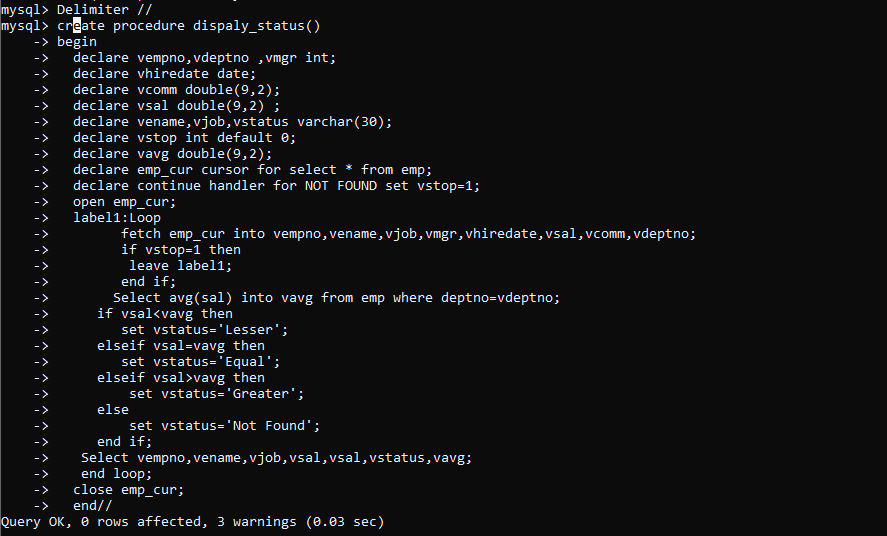 mysql> Delimiter //
mysql> create procedure dispaly_status()
    -> begin
    ->   declare vempno,vdeptno ,vmgr int;
    ->   declare vhiredate date;
    ->   declare vcomm double(9,2);
    ->   declare vsal double(9,2) ;
    ->   declare vename,vjob,vstatus varchar(30);
    ->   declare vstop int default 0;
    ->   declare vavg double(9,2);
    ->   declare emp_cur cursor for select * from emp;
    ->   declare continue handler for NOT FOUND set vstop=1;
    ->   open emp_cur;
    ->   label1:Loop
    ->         fetch emp_cur into vempno,vename,vjob,vmgr,vhiredate,vsal,vcomm,vdeptno;
    ->         if vstop=1 then
    ->          leave label1;
    ->         end if;
    ->        Select avg(sal) into vavg from emp where deptno=vdeptno;
    ->      if vsal<vavg then
    ->         set vstatus='Lesser';
    ->      elseif vsal=vavg then
    ->         set vstatus='Equal';
    ->      elseif vsal>vavg then
    ->          set vstatus='Greater';
    ->      else
    ->          set vstatus='Not Found';
    ->      end if;
    ->    Select vempno,vename,vjob,vsal,vsal,vstatus,vavg;
    ->    end loop;
    ->   close emp_cur;
    ->   end//
Query OK, 0 rows affected, 3 warnings (0.03 sec)